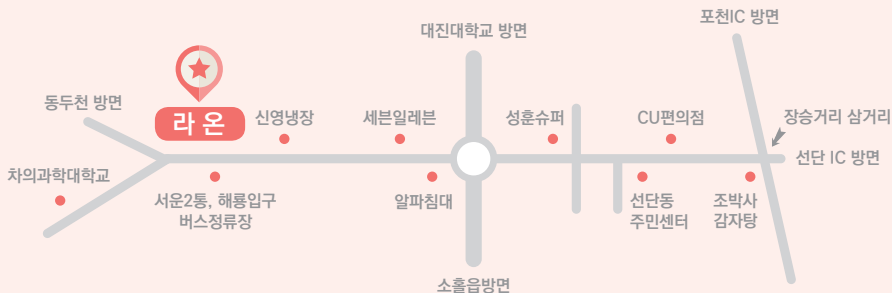 포천IC 방면
대진대학교 방면
동두천 방면
라온
신영냉장
세븐일레븐
성훈슈퍼
CU편의점
장승거리 삼거리
선단 IC 방면
차의과학대학교
서운2통, 해룡입구
버스정류장
알파침대
선단동
주민센터
조박사
감자탕
소홀읍방면